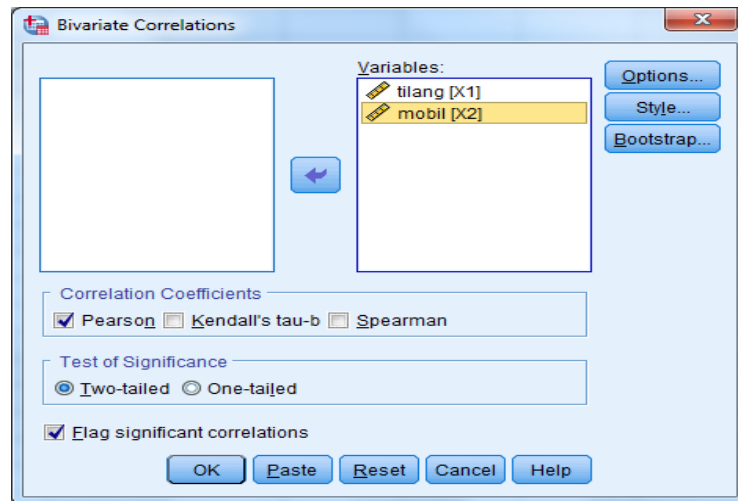 Bivariate Correlations
Variables:
tilang [X1]
mobil [X2]
Options...
Style...
Bootstrap...
Correlation Coefficients
Pearson Kendall's tau-b Spearman
Test of Significance
Two-tailed One-tailed
Flag significant correlations
OK Paste Reset Cancel Help